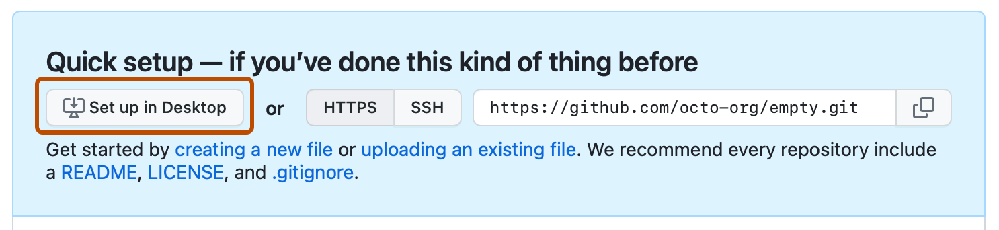 Quick setup — if you’ve done this kind of thing before
Set up in Desktop or HTTPS SSH https://github.com/octo-org/empty.git
Get started by creating a new file or uploading an existing file. We recommend every repository include
a README, LICENSE, and .gitignore.